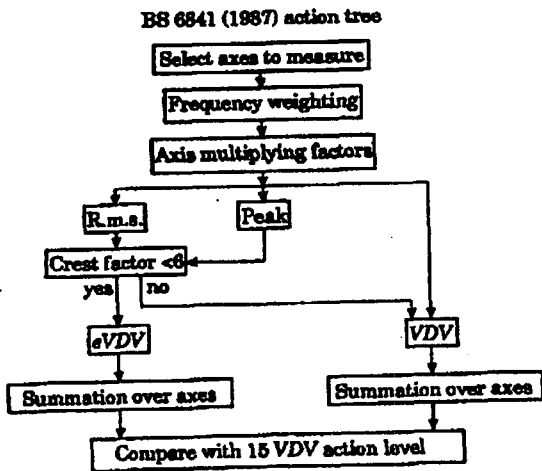 BS 6841 (1987) action tree
Select axes to measure
Frequency weighting
Axis multiplying factors
R.m.s.
Peak
Crest factor <6
yes
no
eVDV
VDV
Summation over axes
Summation over axes
Compare with 15 VDV action level